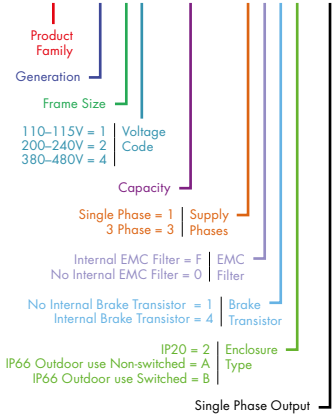 Product
Family
Generation
Frame Size
110–115V = 1
200–240V = 2
380–480V = 4
Voltage
Code
Capacity
Single Phase = 1
3 Phase = 3
Supply
Phases
Internal EMC Filter = F
No Internal EMC Filter = 0
EMC
Filter
No Internal Brake Transistor = 1
Internal Brake Transistor = 4
Brake
Transistor
IP20 = 2
IP66 Outdoor use Non-switched = A
IP66 Outdoor use Switched = B
Enclosure
Type
Single Phase Output